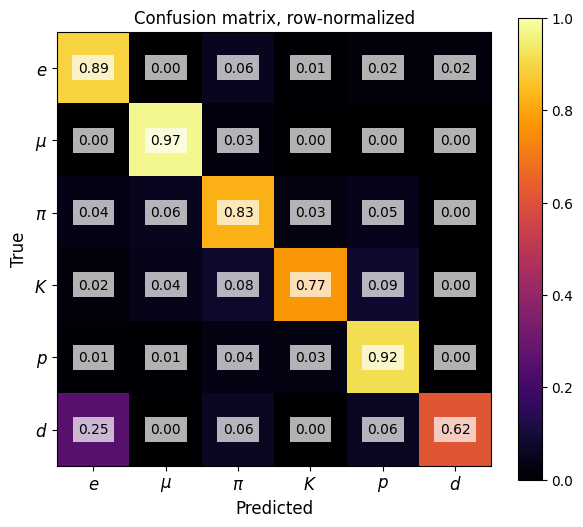 Confusion matrix, row-normalized
True
e 0.89 0.00 0.06 0.01 0.02 0.02
μ 0.00 0.97 0.03 0.00 0.00 0.00
π 0.04 0.06 0.83 0.03 0.05 0.00
K 0.02 0.04 0.08 0.77 0.09 0.00
p 0.01 0.01 0.04 0.03 0.92 0.00
d 0.25 0.00 0.06 0.00 0.06 0.62
e μ π K p d
Predicted
1.0
0.8
0.6
0.4
0.2
0.0